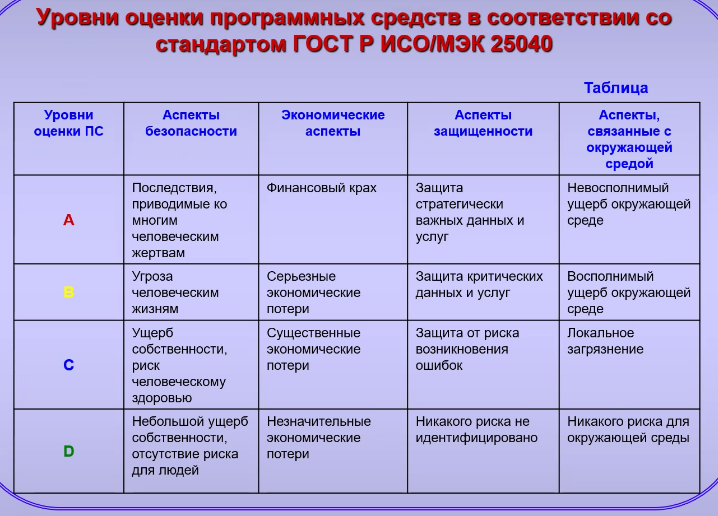 Уровни оценки программных средств в соответствии со
стандартом ГОСТ Р ИСО/МЭК 25040
Таблица
Уровни
оценки ПС
Аспекты
безопасности
Экономические
аспекты
Аспекты
защищенности
Аспекты,
связанные с
окружающей
средой
A
Последствия,
приводимые ко
многим
человеческим
жертвам
Финансовый крах
Защита
стратегически
важных данных и
услуг
Невосполнимый
ущерб окружающей
среде
B
Угроза
человеческим
жизням
Серьезные
экономические
потери
Защита критических
данных и услуг
Восполнимый
ущерб окружающей
среде
C
Ущерб
собственности,
риск
человеческому
здоровью
Существенные
экономические
потери
Защита от риска
возникновения
ошибок
Локальное
загрязнение
D
Небольшой ущерб
собственности,
отсутствие риска
для людей
Незначительные
экономические
потери
Никакого риска не
идентифицировано
Никакого риска для
окружающей среды